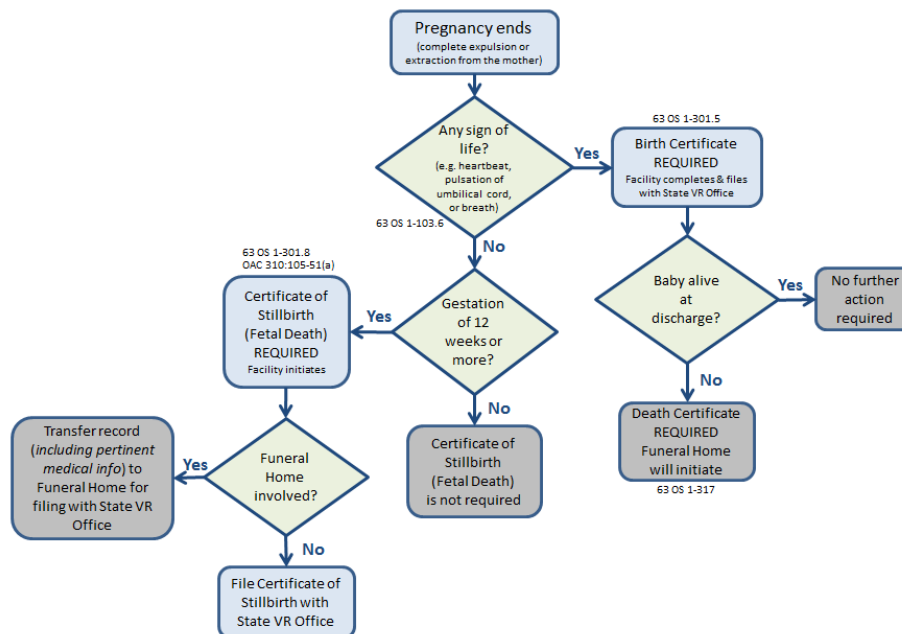 Pregnancy ends
(complete expulsion or
extraction from the mother)
Any sign of
life?
(e.g. heartbeat,
pulsation of
umbilical cord,
or breath)
63 OS 1-103.6
Yes
63 OS 1-301.5
Birth Certificate
REQUIRED
Facility completes & files
with State VR Office
Baby alive
at
discharge?
Yes
No further
action
required
No
Death Certificate
REQUIRED
Funeral Home
will initiate
63 OS 1-317
No
Gestation
of 12
weeks or
more?
Yes
63 OS 1-301.8
OAC 310:105-51(a)
Certificate of
Stillbirth
(Fetal Death)
REQUIRED
Facility initiates
No
Certificate of
Stillbirth
(Fetal Death)
is not required
Funeral
Home
involved?
Yes
Transfer record
(including pertinent
medical info) to
Funeral Home for
filing with State VR
Office
No
File Certificate of
Stillbirth with
State VR Office